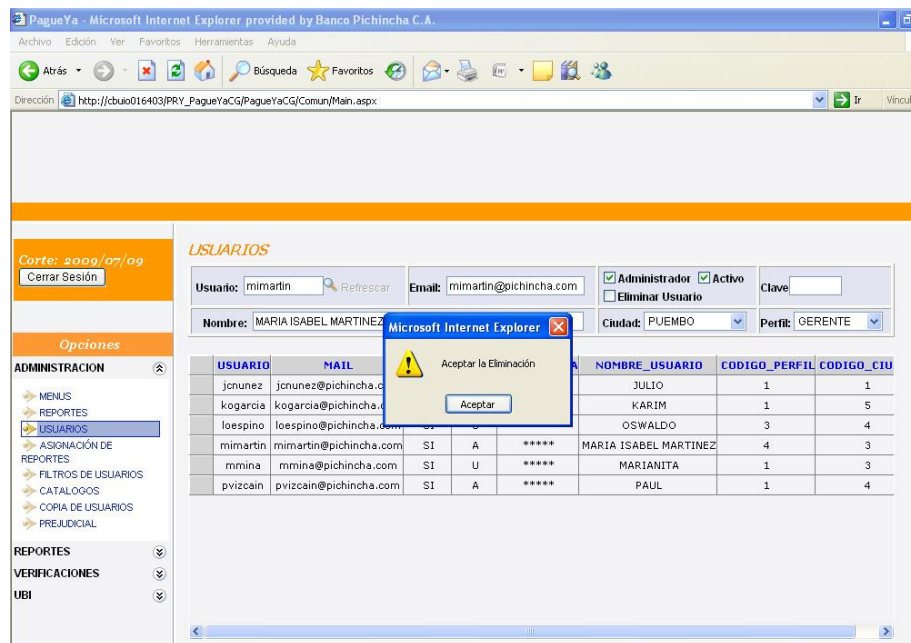 PagueYa - Microsoft Internet Explorer provided by Banco Pichincha C.A.
Archivo Edición Ver Favoritos Herramientas Ayuda
Atrás Búsqueda Favoritos
Dirección http://cbuio016403/PRY_PagueYaCG/PagueYaCG/Comun/Main.aspx Ir Víncul
Corte: 2009/07/09
Cerrar Sesión
Opciones
ADMINISTRACION
MENUS
REPORTES
USUARIOS
ASIGNACIÓN DE
REPORTES
FILTROS DE USUARIOS
CATALOGOS
COPIA DE USUARIOS
PREJUDICIAL
REPORTES
VERIFICACIONES
UBI
USUARIOS
Usuario: mimartin Refrescar Email: mimartin@pichincha.com Administrador Activo Clave
Eliminar Usuario
Nombre: MARIA ISABEL MARTINEZ Ciudad: PUEMBO Perfil: GERENTE
Microsoft Internet Explorer
Aceptar la Eliminación
Aceptar
USUARIO MAIL NOMBRE_USUARIO CODIGO_PERFIL CODIGO_CIU
jcnunez jcnunez@pichincha.c JULIO 1 1
kogarcia kogarcia@pichincha. KARIM 1 5
loespino loespino@pichincha.com OSWALDO 3 4
mimartin mimartin@pichincha.com SI A ***** MARIA ISABEL MARTINEZ 4 3
mmina mmina@pichincha.com SI U ***** MARIANITA 1 3
pvizcain pvizcain@pichincha.com SI A ***** PAUL 1 4